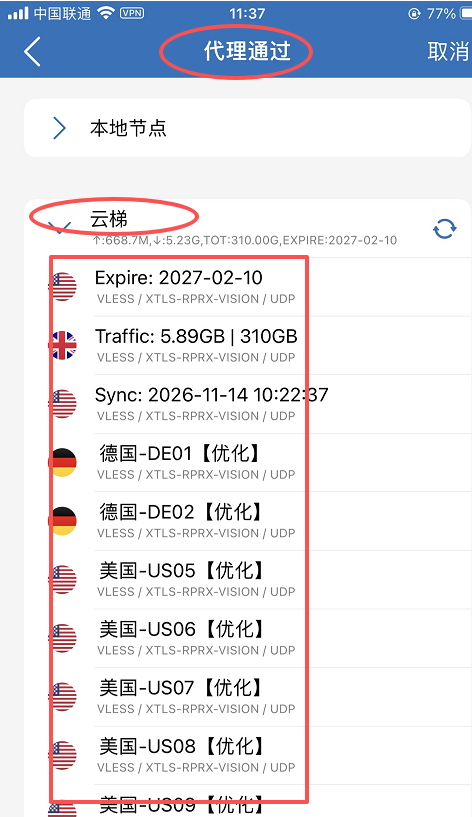 中国联通 VPN 11:37 77%
代理通过 取消
本地节点
云梯
↑:668.7M,↓:5.23G,TOT:310.00G,EXPIRE:2027-02-10
Expire: 2027-02-10
VLESS / XTLS-RPRX-VISION / UDP
Traffic: 5.89GB | 310GB
VLESS / XTLS-RPRX-VISION / UDP
Sync: 2026-11-14 10:22:37
VLESS / XTLS-RPRX-VISION / UDP
德国-DE01【优化】
VLESS / XTLS-RPRX-VISION / UDP
德国-DE02【优化】
VLESS / XTLS-RPRX-VISION / UDP
美国-US05【优化】
VLESS / XTLS-RPRX-VISION / UDP
美国-US06【优化】
VLESS / XTLS-RPRX-VISION / UDP
美国-US07【优化】
VLESS / XTLS-RPRX-VISION / UDP
美国-US08【优化】
VLESS / XTLS-RPRX-VISION / UDP
美国-US09【优化】